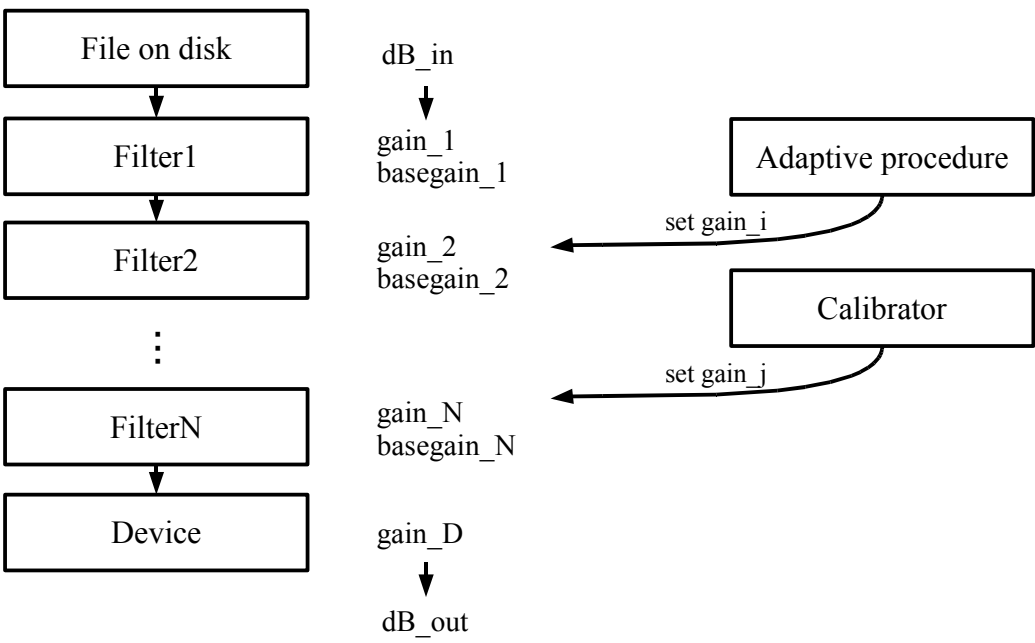 File on disk
dB_in
Filter1
gain_1
basegain_1
Adaptive procedure
set gain_i
Filter2
gain_2
basegain_2
Calibrator
⋮
set gain_j
FilterN
gain_N
basegain_N
Device
gain_D
dB_out